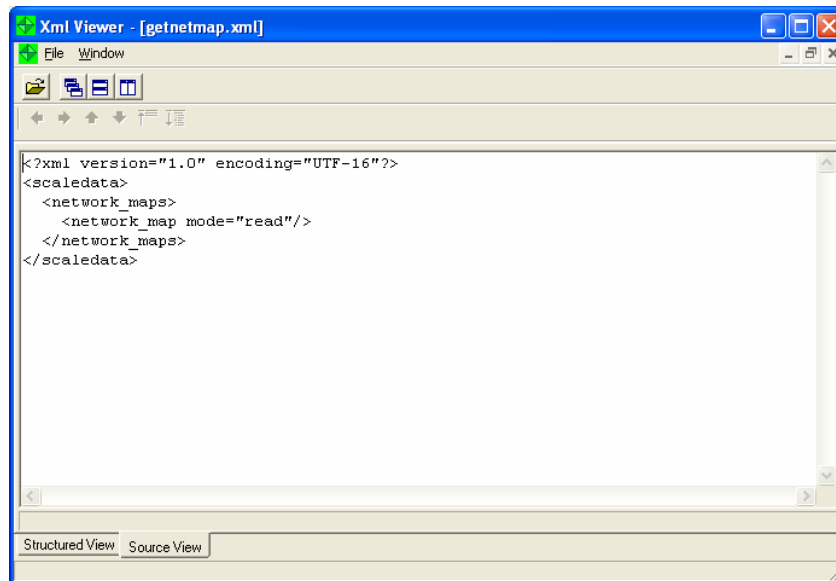 Xml Viewer - [getnetmap.xml]
File Window
<?xml version="1.0" encoding="UTF-16"?>
<scaledata>
  <network_maps>
    <network_map mode="read"/>
  </network_maps>
</scaledata>
Structured View Source View